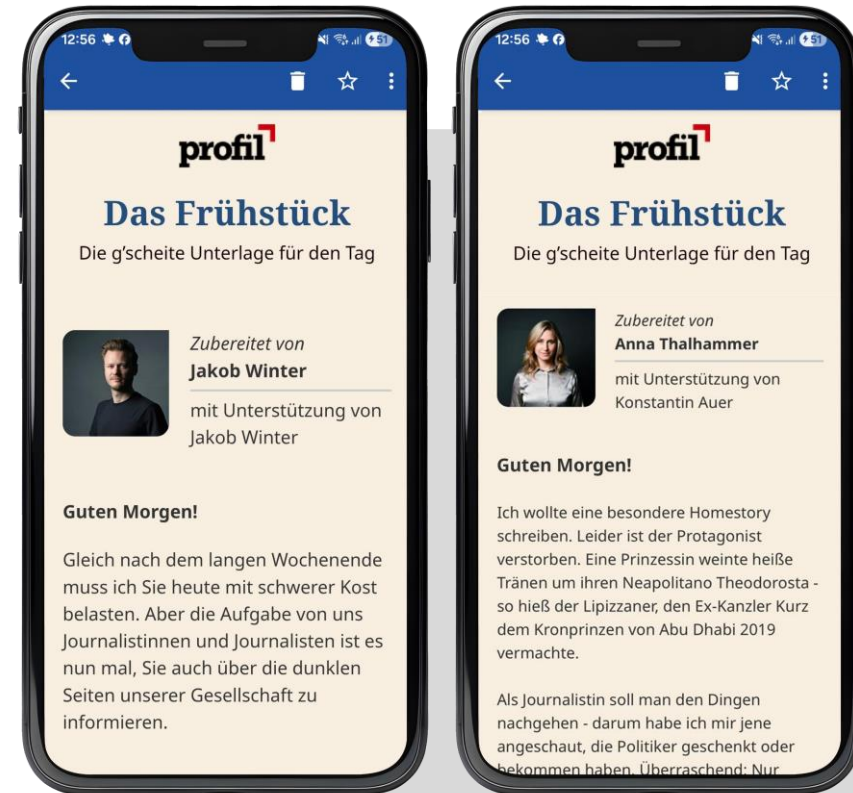 12:56
51
profil
Das Frühstück
Die g'scheite Unterlage für den Tag
Zubereitet von
Jakob Winter
mit Unterstützung von
Jakob Winter
Guten Morgen!
Gleich nach dem langen Wochenende
muss ich Sie heute mit schwerer Kost
belasten. Aber die Aufgabe von uns
Journalistinnen und Journalisten ist es
nun mal, Sie auch über die dunklen
Seiten unserer Gesellschaft zu
informieren.
12:56
51
profil
Das Frühstück
Die g'scheite Unterlage für den Tag
Zubereitet von
Anna Thalhammer
mit Unterstützung von
Konstantin Auer
Guten Morgen!
Ich wollte eine besondere Homestory
schreiben. Leider ist der Protagonist
verstorben. Eine Prinzessin weinte heiße
Tränen um ihren Neapolitano Theodorosta -
so hieß der Lipizzaner, den Ex-Kanzler Kurz
dem Kronprinzen von Abu Dhabi 2019
vermachte.
Als Journalistin soll man den Dingen
nachgehen - darum habe ich mir jene
angeschaut, die Politiker geschenkt oder
bekommen haben. Überraschend: Nur